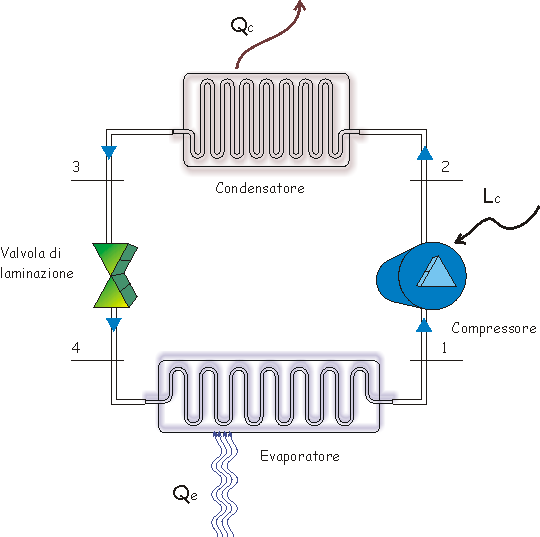 Qc
3
2
Condensatore
Lc
Valvola di
laminazione
Compressore
4
1
Evaporatore
Qe